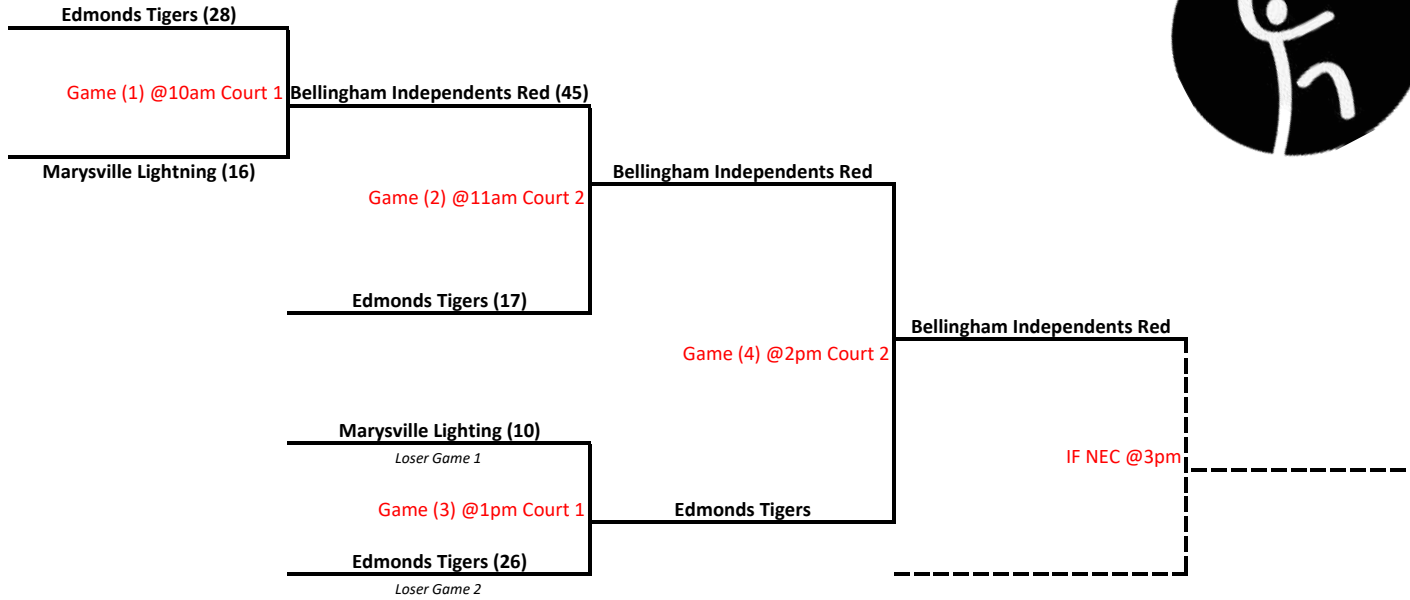 Edmonds Tigers (28)
Game (1) @10am Court 1
Bellingham Independents Red (45)
Marysville Lightning (16)
Bellingham Independents Red
Game (2) @11am Court 2
Edmonds Tigers (17)
Bellingham Independents Red
Game (4) @2pm Court 2
Marysville Lighting (10)
Loser Game 1
IF NEC @3pm
Game (3) @1pm Court 1
Edmonds Tigers
Edmonds Tigers (26)
Loser Game 2